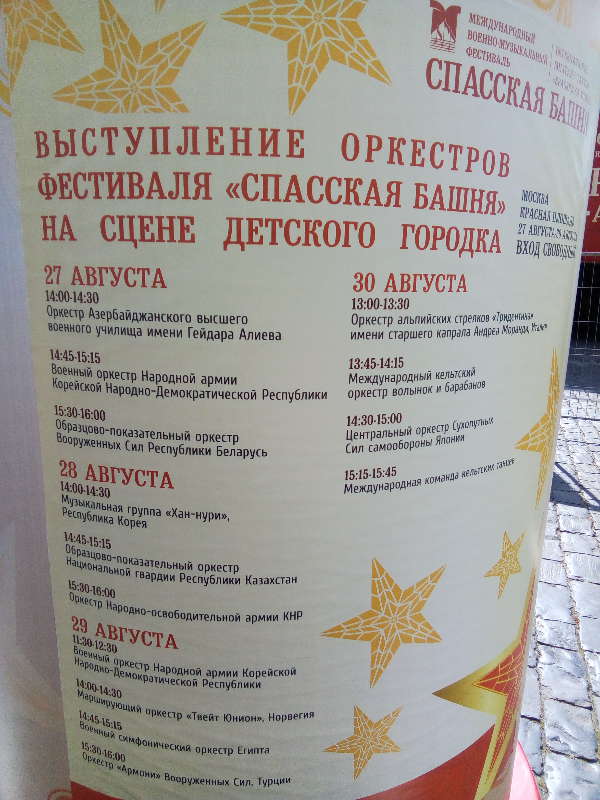 МЕЖДУНАРОДНЫЙ
ВОЕННО-МУЗЫКАЛЬНЫЙ
ФЕСТИВАЛЬ
СПАССКАЯ БАШНЯ
ВЫСТУПЛЕНИЕ ОРКЕСТРОВ
ФЕСТИВАЛЯ «СПАССКАЯ БАШНЯ»
НА СЦЕНЕ ДЕТСКОГО ГОРОДКА
МОСКВА
КРАСНАЯ
27 АВГУСТА
ВХОД СВОБОДНЫЙ
27 АВГУСТА
14:00-14:30
Оркестр Азербайджанского высшего
военного училища имени Гейдара Алиева
14:45-15:15
Военный оркестр Народной армии
Корейской Народно-Демократической Республики
15:30-16:00
Образцово-показательный оркестр
Вооруженных Сил Республики Беларусь
28 АВГУСТА
14:00-14:30
Музыкальная группа «Хан-нури»,
Республика Корея
14:45-15:15
Образцово-показательный оркестр
Национальной гвардии Республики Казахстан
15:30-16:00
Оркестр Народно-освободительной армии КНР
29 АВГУСТА
11:30-12:30
Военный оркестр Народной армии Корейской
Народно-Демократической Республики
14:00-14:30
Марширующий оркестр «Твейт Юнион», Норвегия
14:45-15:15
Военный симфонический оркестр Египта
15:30-16:00
Оркестр «Армони» Вооруженных Сил, Турции
30 АВГУСТА
13:00-13:30
Оркестр альпийских стрелков «Тридентина»
имени старшего капрала Андреа Моранди, Италия
13:45-14:15
Международный кельтский
оркестр волынок и барабанов
14:30-15:00
Центральный оркестр Сухопутных
Сил самообороны Японии
15:15-15:45
Международная команда кельтских танцев